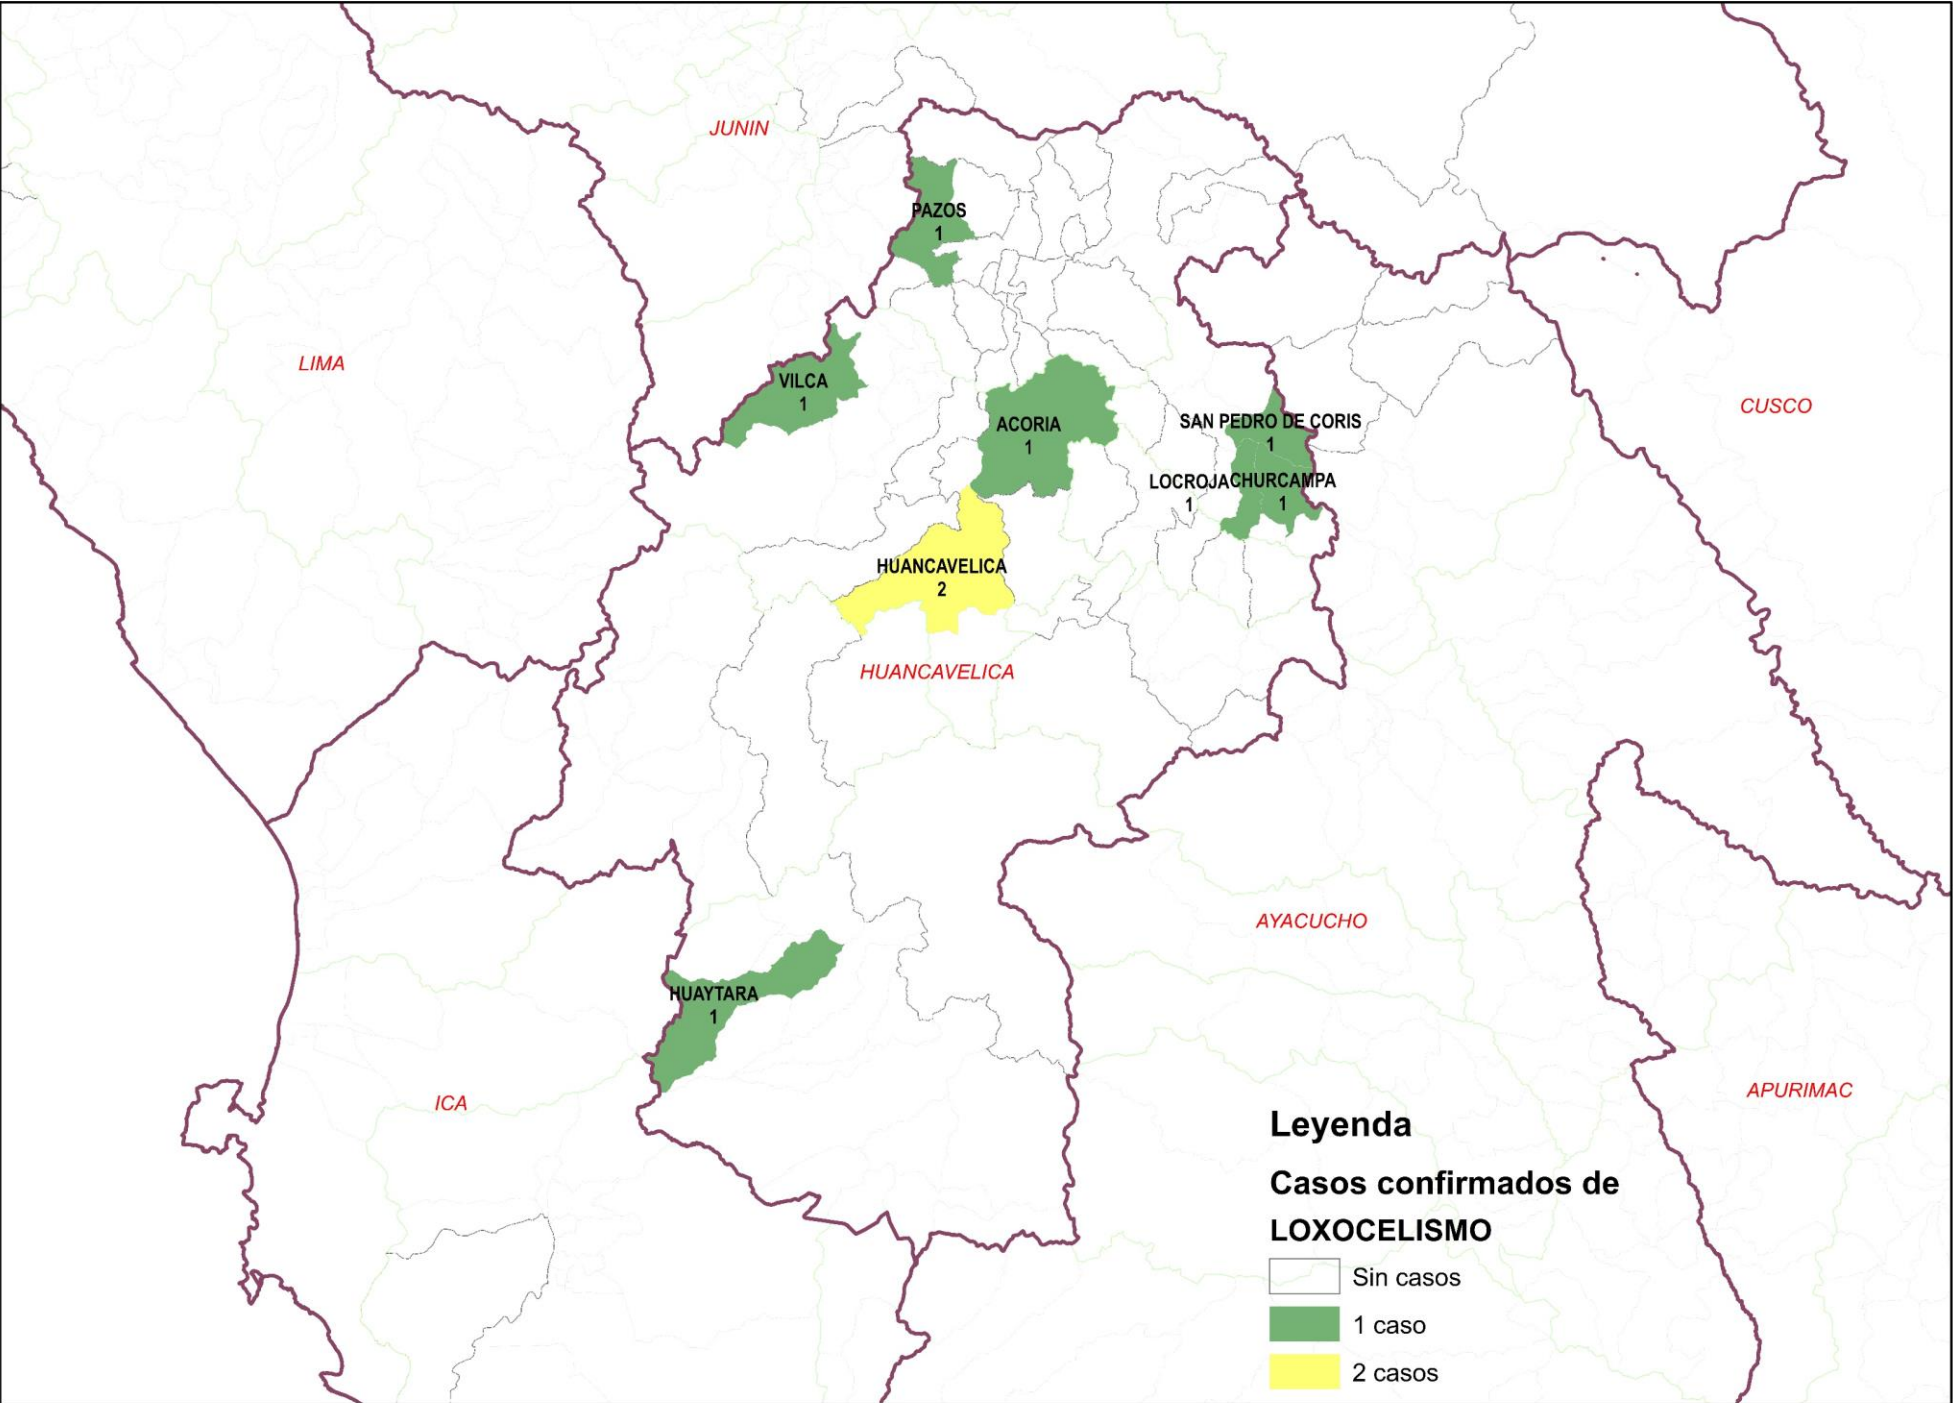 JUNIN
PAZOS
1
LIMA
VILCA
1
ACORIA
1
SAN PEDRO DE CORIS
1
CUSCO
LOCROJA
1
CHURCAMPA
1
HUANCAVELICA
2
HUANCAVELICA
AYACUCHO
HUAYTARA
1
ICA
APURIMAC
Leyenda
Casos confirmados de
LOXOCELISMO
Sin casos
1 caso
2 casos